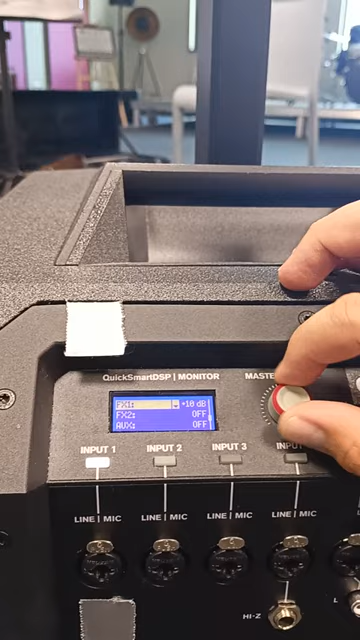 QuickSmartDSP | MONITOR
MASTE
FX1: +10 dB
FX2: OFF
AUX: OFF
INPUT 1 INPUT 2 INPUT 3 INPUT
LINE | MIC LINE | MIC LINE | MIC LINE | MIC L
HI-Z L